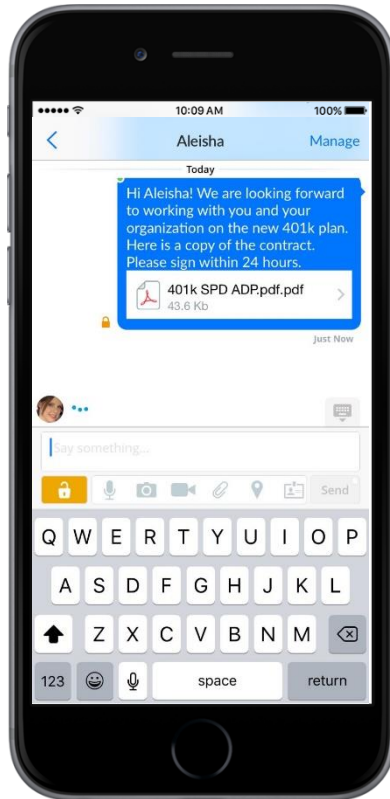 10:09 AM
100%
Aleisha
Manage
Today
Hi Aleisha! We are looking forward
to working with you and your
organization on the new 401k plan.
Here is a copy of the contract.
Please sign within 24 hours.
401k SPD ADP.pdf.pdf
43.6 Kb
Just Now
Say something...
Send
Q W E R T Y U I O P
A S D F G H J K L
Z X C V B N M
123 space return